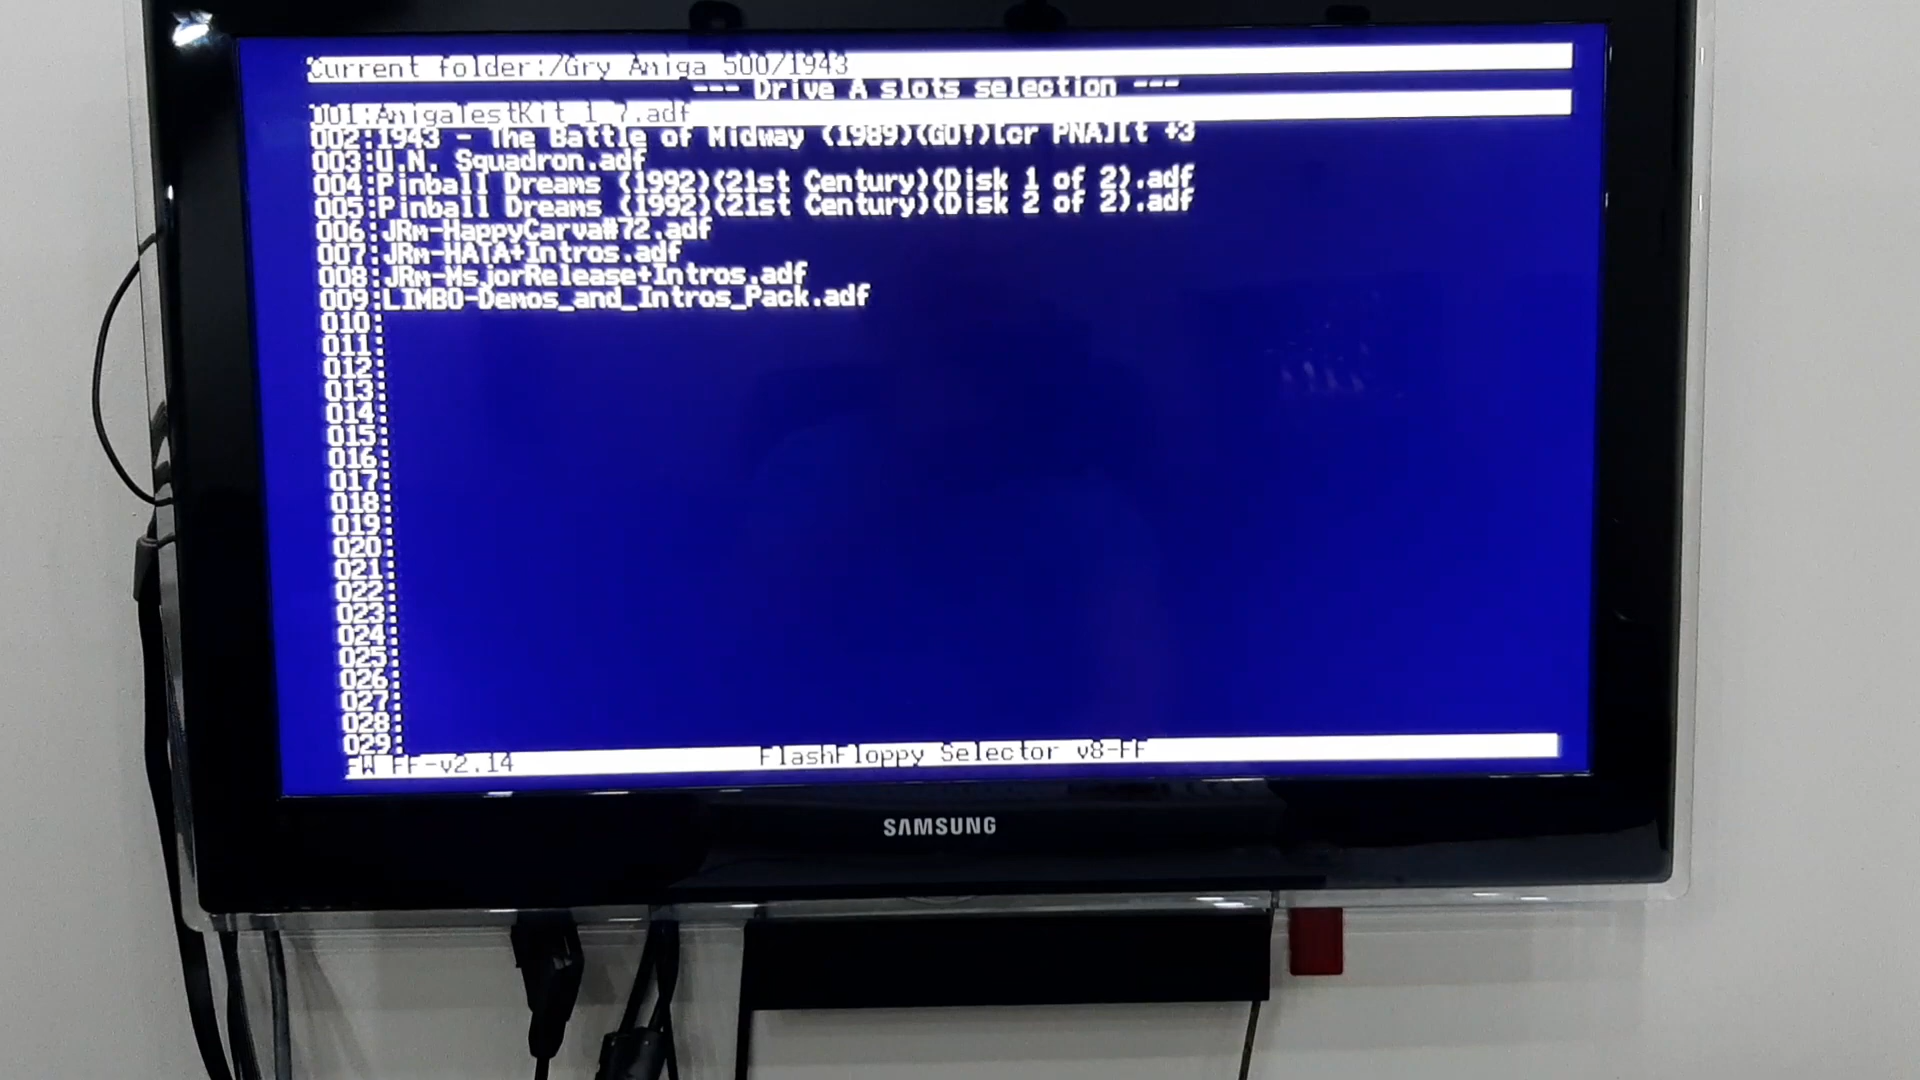 Current folder:/Gry Amiga 500/1943
--- Drive A slots selection ---
001:AmigaTestKit_1_7.adf
002:1943 - The Battle of Midway (1989)(GO!)[cr PNA][t +3
003:U.N. Squadron.adf
004:Pinball Dreams (1992)(21st Century)(Disk 1 of 2).adf
005:Pinball Dreams (1992)(21st Century)(Disk 2 of 2).adf
006:JRm-HappyCarva#72.adf
007:JRm-HATA+Intros.adf
008:JRm-MsjorRelease+Intros.adf
009:LIMBO-Demos_and_Intros_Pack.adf
010:
011:
012:
013:
014:
015:
016:
017:
018:
019:
020:
021:
022:
023:
024:
025:
026:
027:
028:
029:
FW FF-v2.14 FlashFloppy Selector v8-FF
SAMSUNG